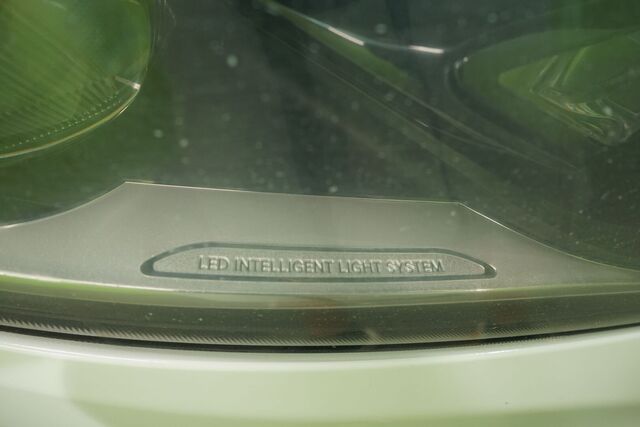 LED INTELLIGENT LIGHT SYSTEM